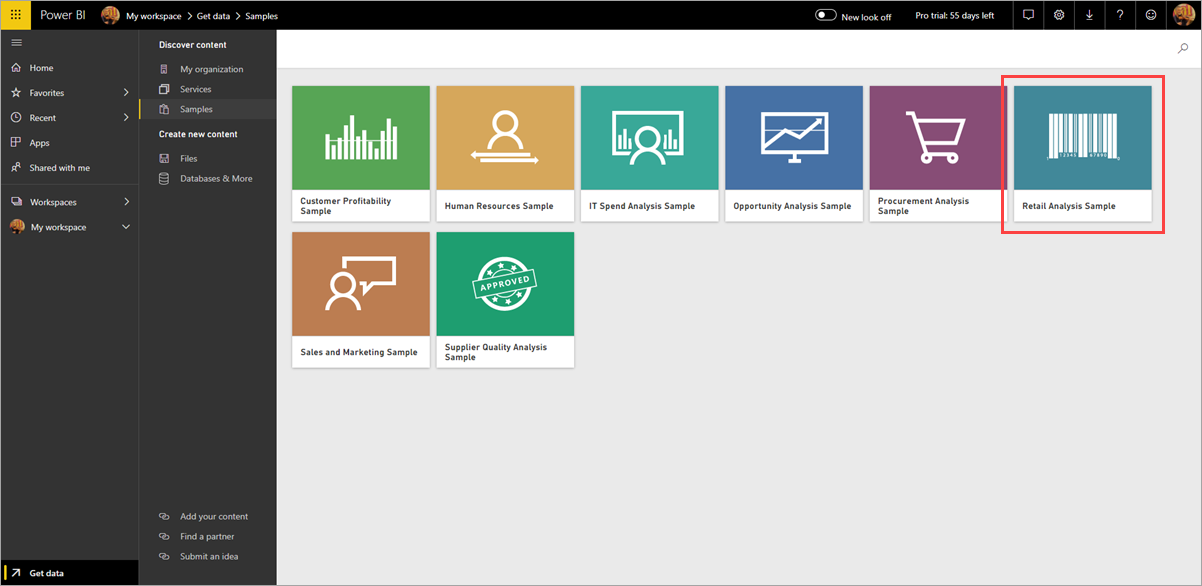 Power BI
My workspace > Get data > Samples
New look off
Pro trial: 55 days left
?
Home
Favorites
Recent
Apps
Shared with me
Workspaces
My workspace
Get data
Discover content
My organization
Services
Samples
Create new content
Files
Databases & More
Add your content
Find a partner
Submit an idea
Customer Profitability
Sample
Human Resources Sample
IT Spend Analysis Sample
Opportunity Analysis Sample
Procurement Analysis
Sample
1 12345 67890 0
Retail Analysis Sample
Sales and Marketing Sample
APPROVED
Supplier Quality Analysis
Sample